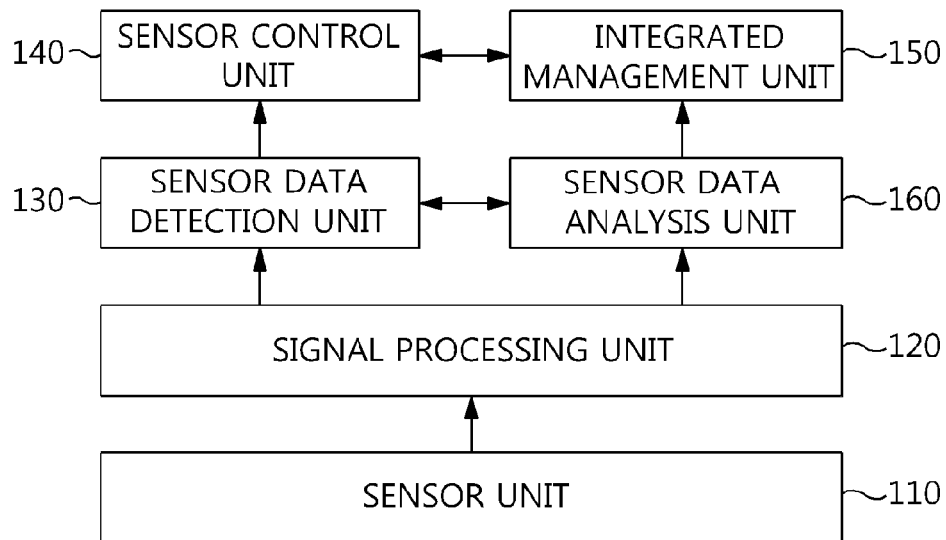 140
SENSOR CONTROL
UNIT
INTEGRATED
MANAGEMENT UNIT
150
130
SENSOR DATA
DETECTION UNIT
SENSOR DATA
ANALYSIS UNIT
160
SIGNAL PROCESSING UNIT
120
SENSOR UNIT
110